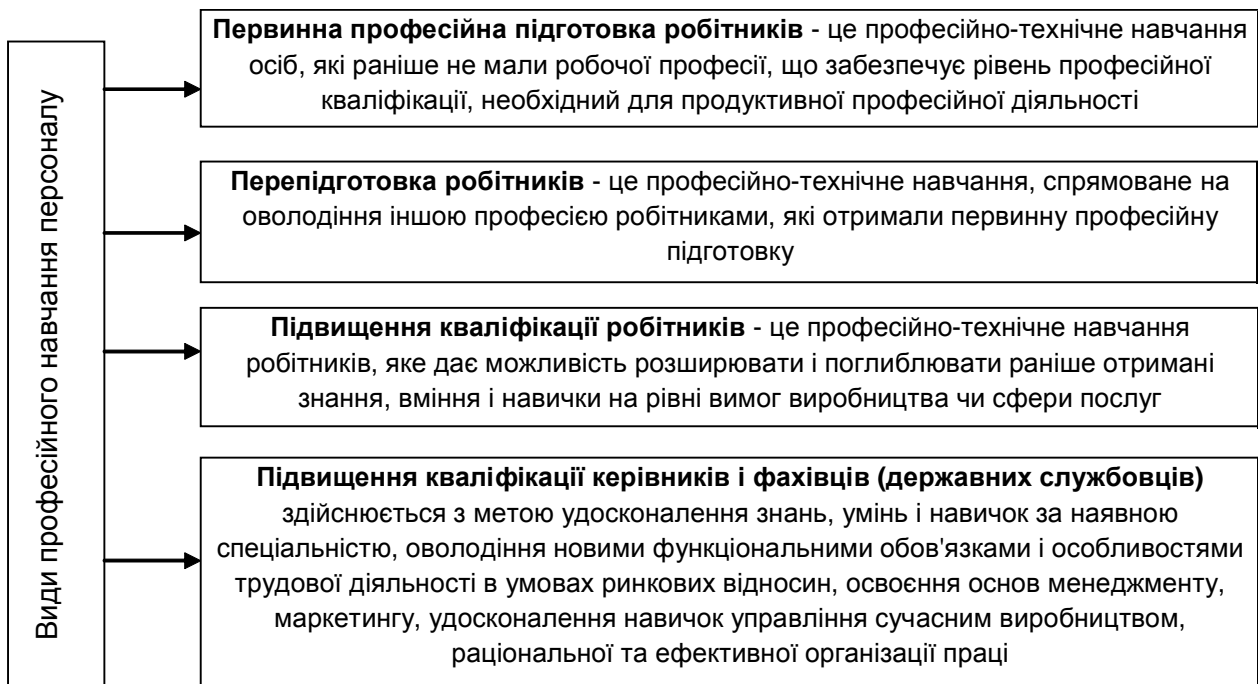 Види професійного навчання персоналу
Первинна професійна підготовка робітників - це професійно-технічне навчання
осіб, які раніше не мали робочої професії, що забезпечує рівень професійної
кваліфікації, необхідний для продуктивної професійної діяльності
Перепідготовка робітників - це професійно-технічне навчання, спрямоване на
оволодіння іншою професією робітниками, які отримали первинну професійну
підготовку
Підвищення кваліфікації робітників - це професійно-технічне навчання
робітників, яке дає можливість розширювати і поглиблювати раніше отримані
знання, вміння і навички на рівні вимог виробництва чи сфери послуг
Підвищення кваліфікації керівників і фахівців (державних службовців)
здійснюється з метою удосконалення знань, умінь і навичок за наявною
спеціальністю, оволодіння новими функціональними обов'язками і особливостями
трудової діяльності в умовах ринкових відносин, освоєння основ менеджменту,
маркетингу, удосконалення навичок управління сучасним виробництвом,
раціональної та ефективної організації праці